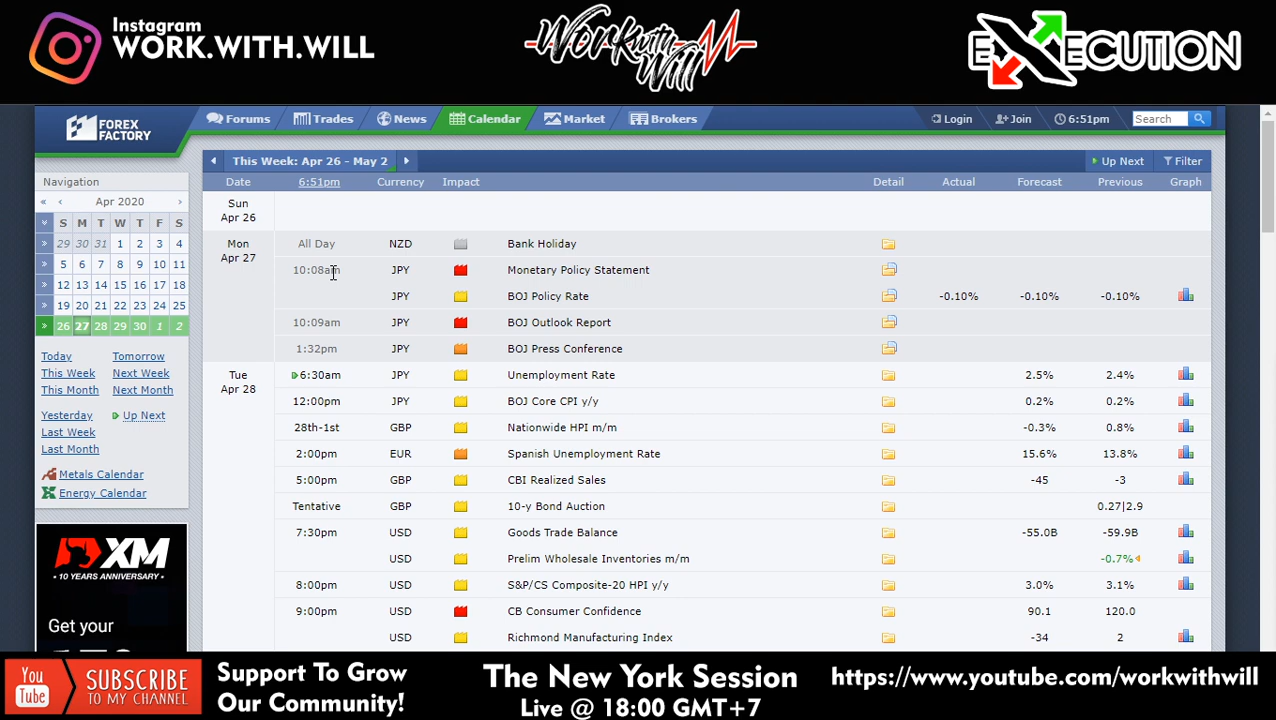 Instagram
WORK.WITH.WILL
Work with Will
EXECUTION
FOREX FACTORY
Forums Trades News Calendar Market Brokers Login Join 6:51pm Search
This Week: Apr 26 - May 2 Up Next Filter
Date 6:51pm Currency Impact Detail Actual Forecast Previous Graph
Navigation
« ‹ Apr 2020 ›
S M T W T F S
29 30 31 1 2 3 4
5 6 7 8 9 10 11
12 13 14 15 16 17 18
19 20 21 22 23 24 25
26 27 28 29 30 1 2
Today Tomorrow
This Week Next Week
This Month Next Month
Yesterday Up Next
Last Week
Last Month
Metals Calendar
Energy Calendar
XM
10 YEARS ANNIVERSARY
Get your
Sun
Apr 26
Mon
Apr 27
All Day NZD Bank Holiday
10:08am JPY Monetary Policy Statement
JPY BOJ Policy Rate -0.10% -0.10% -0.10%
10:09am JPY BOJ Outlook Report
1:32pm JPY BOJ Press Conference
Tue
Apr 28
6:30am JPY Unemployment Rate 2.5% 2.4%
12:00pm JPY BOJ Core CPI y/y 0.2% 0.2%
28th-1st GBP Nationwide HPI m/m -0.3% 0.8%
2:00pm EUR Spanish Unemployment Rate 15.6% 13.8%
5:00pm GBP CBI Realized Sales -45 -3
Tentative GBP 10-y Bond Auction 0.27|2.9
7:30pm USD Goods Trade Balance -55.0B -59.9B
USD Prelim Wholesale Inventories m/m -0.7%
8:00pm USD S&P/CS Composite-20 HPI y/y 3.0% 3.1%
9:00pm USD CB Consumer Confidence 90.1 120.0
USD Richmond Manufacturing Index -34 2
You Tube
SUBSCRIBE
TO MY CHANNEL
Support To Grow
Our Community!
The New York Session
Live @ 18:00 GMT+7
https://www.youtube.com/workwithwill